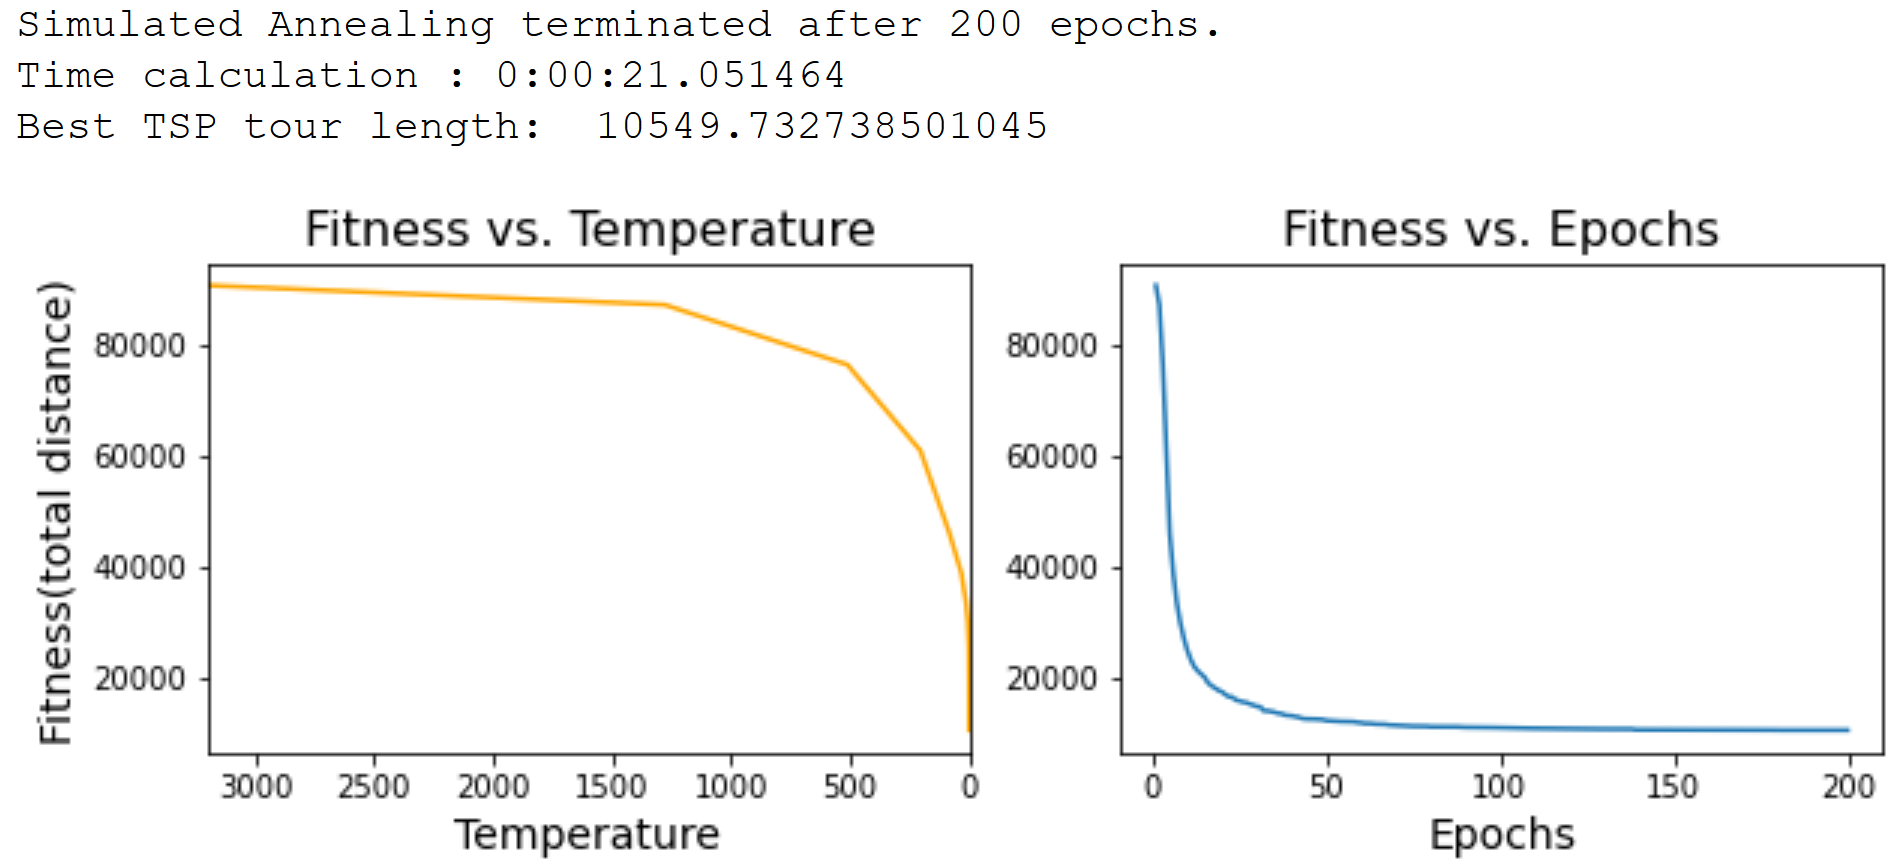 Simulated Annealing terminated after 200 epochs.
Time calculation : 0:00:21.051464
Best TSP tour length:  10549.732738501045
Fitness vs. Temperature
Fitness(total distance)
80000
60000
40000
20000
3000 2500 2000 1500 1000 500 0
Temperature
Fitness vs. Epochs
80000
60000
40000
20000
0 50 100 150 200
Epochs